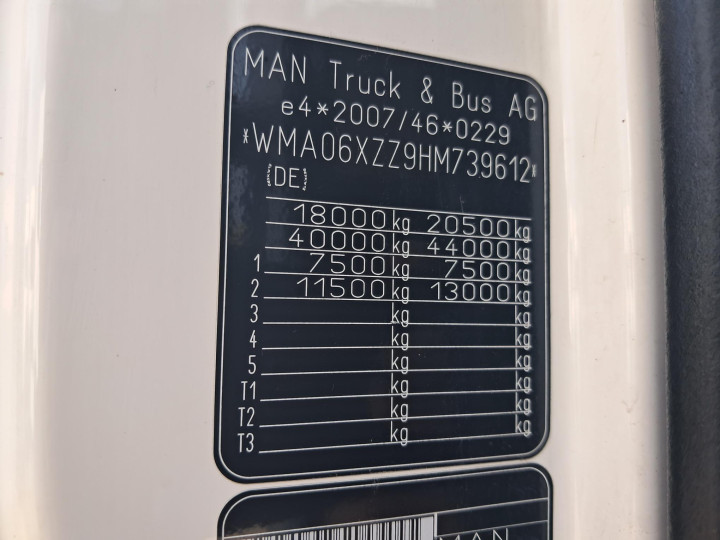 MAN Truck & Bus AG
e4*2007/46*0229
*WMA06XZZ9HM739612*
DE
18000 kg 20500 kg
40000 kg 44000 kg
1 7500 kg 7500 kg
2 11500 kg 13000 kg
3 kg kg
4 kg kg
5 kg kg
T1 kg kg
T2 kg kg
T3 kg kg
MAN